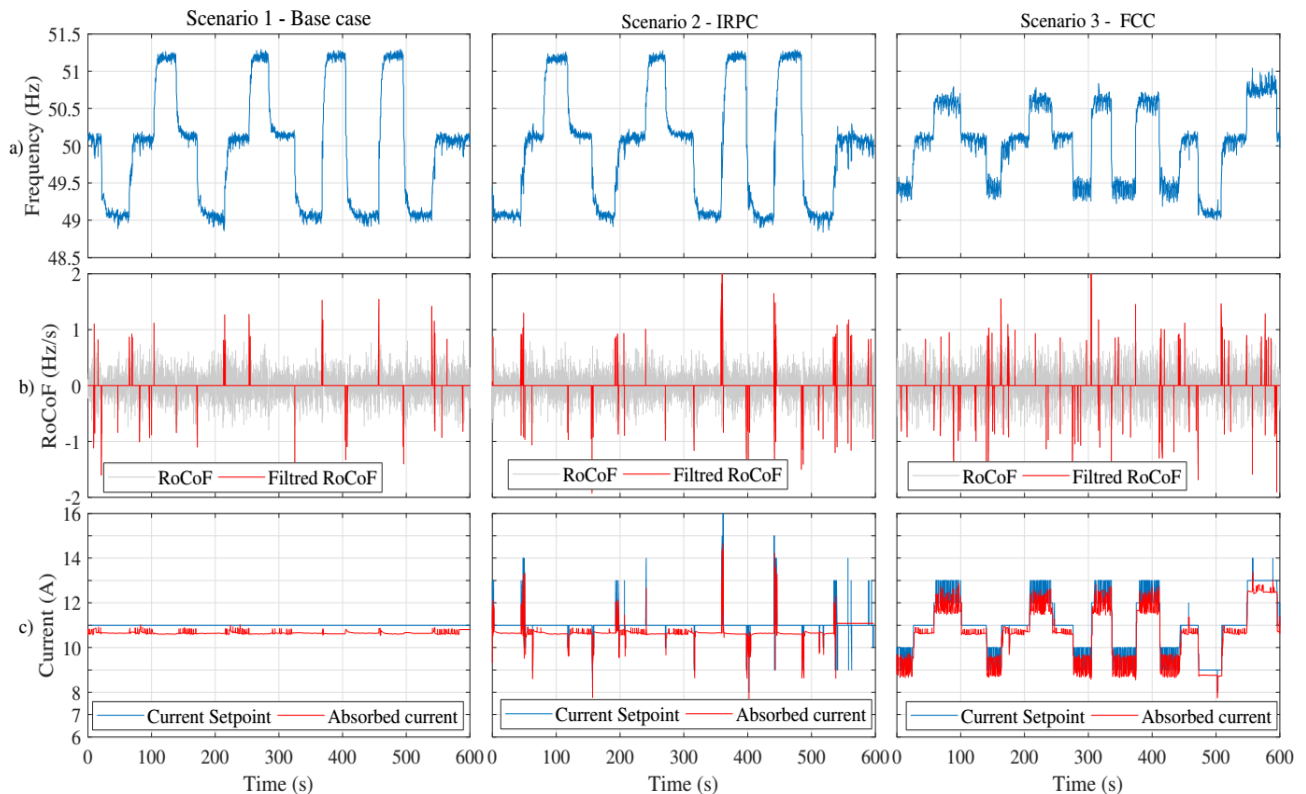 Scenario 1 - Base case
Scenario 2 - IRPC
Scenario 3 - FCC
a)
Frequency (Hz)
51.5
51
50.5
50
49.5
49
48.5
b)
RoCoF (Hz/s)
2
1
0
-1
-2
RoCoF Filtred RoCoF
RoCoF Filtred RoCoF
RoCoF Filtred RoCoF
c)
Current (A)
16
14
12
11
10
9
8
7
6
Current Setpoint Absorbed current
Current Setpoint Absorbed current
Current Setpoint Absorbed current
0 100 200 300 400 500 600
0 100 200 300 400 500 600
0 100 200 300 400 500 600
Time (s)
Time (s)
Time (s)